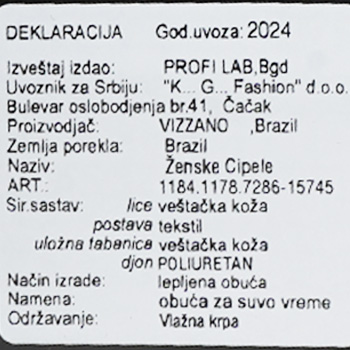 DEKLARACIJA God.uvoza: 2024
Izveštaj izdao: PROFI LAB,Bgd
Uvoznik za Srbiju: "K... G... Fashion" d.o.o.
Bulevar oslobodjenja br.41, Čačak
Proizvodjač: VIZZANO ,Brazil
Zemlja porekla: Brazil
Naziv: Ženske Cipele
ART.: 1184.1178.7286-15745
Sir.sastav: lice veštačka koža
postava tekstil
uložna tabanica veštačka koža
djon POLIURETAN
Način izrade: lepljena obuća
Namena: obuća za suvo vreme
Održavanje: Vlažna krpa